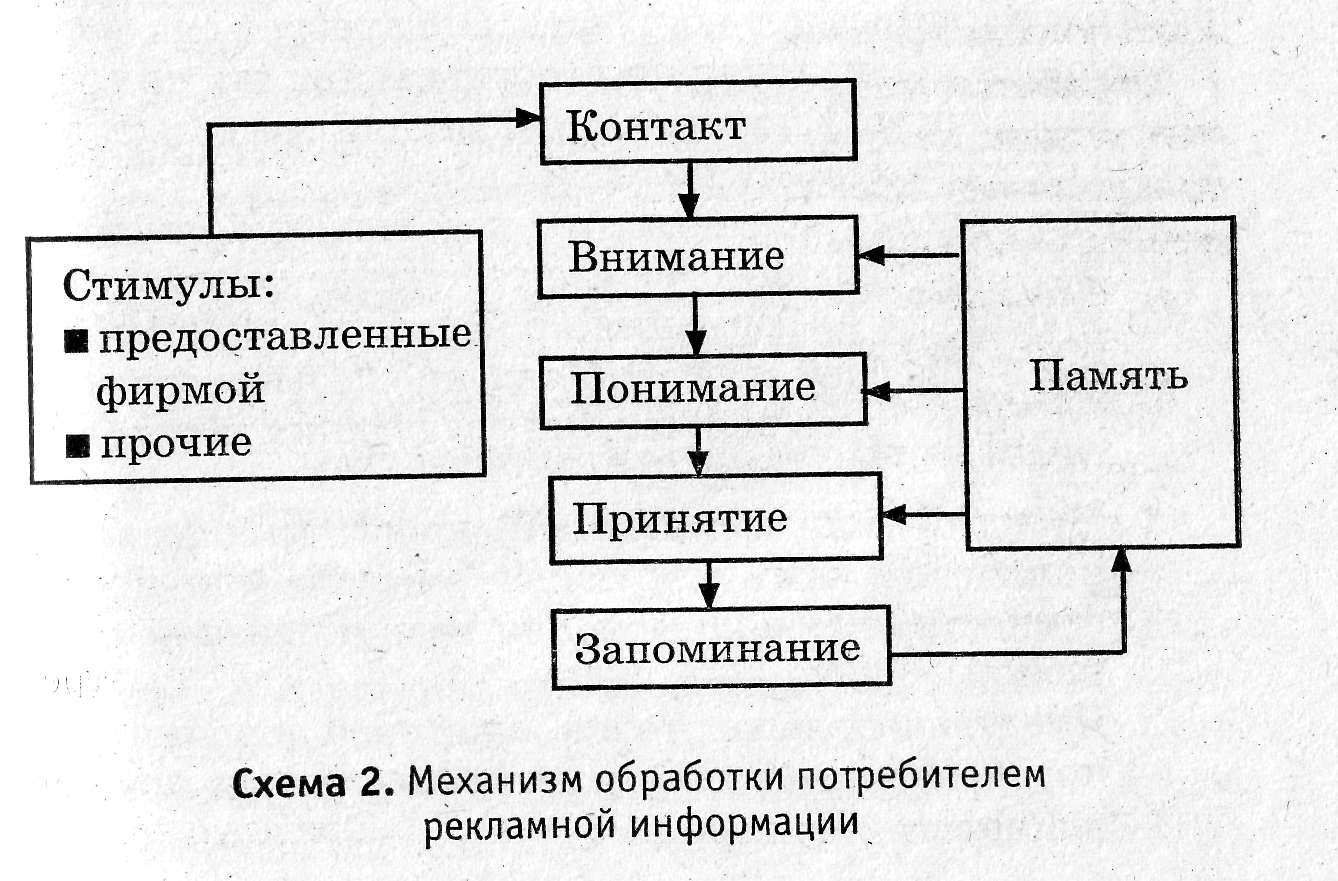 Контакт
Внимание
Стимулы:
■ предоставленные
фирмой
■ прочие
Понимание
Память
Принятие
Запоминание
Схема 2. Механизм обработки потребителем
рекламной информации